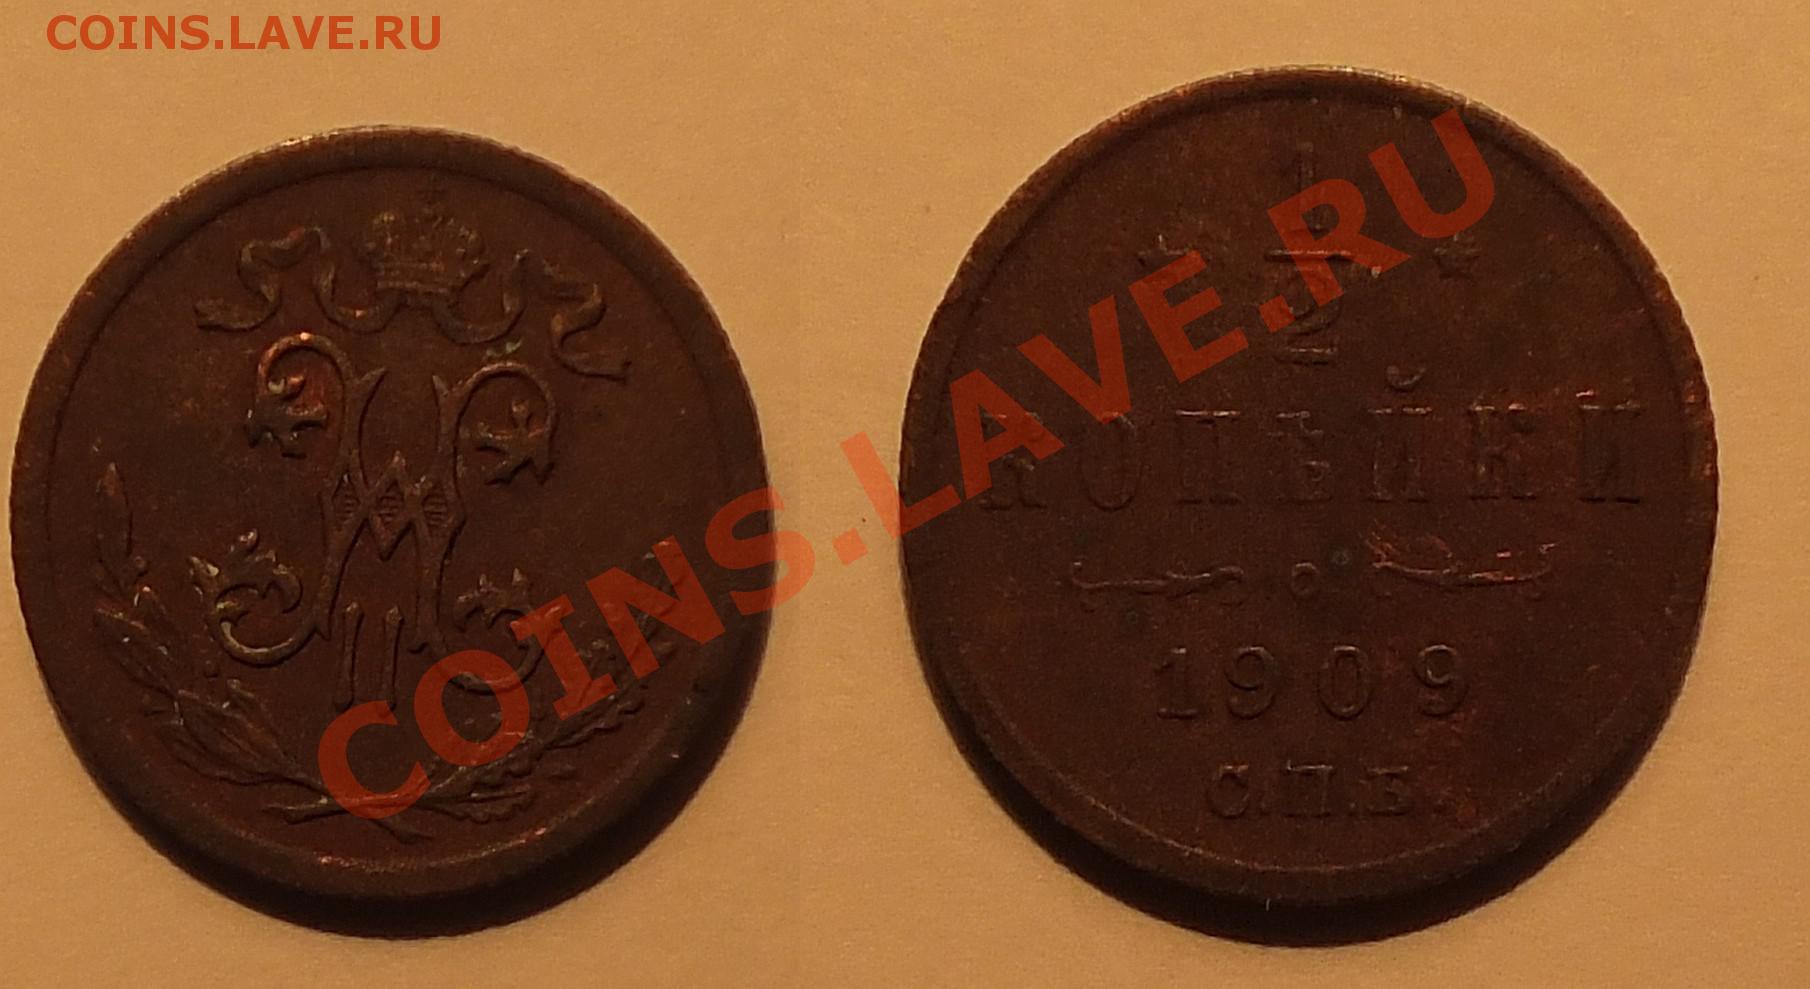 COINS.LAVE.RU
COINS.LAVE.RU
1
2
КОПѢЙКИ
1909
С.П.Б.